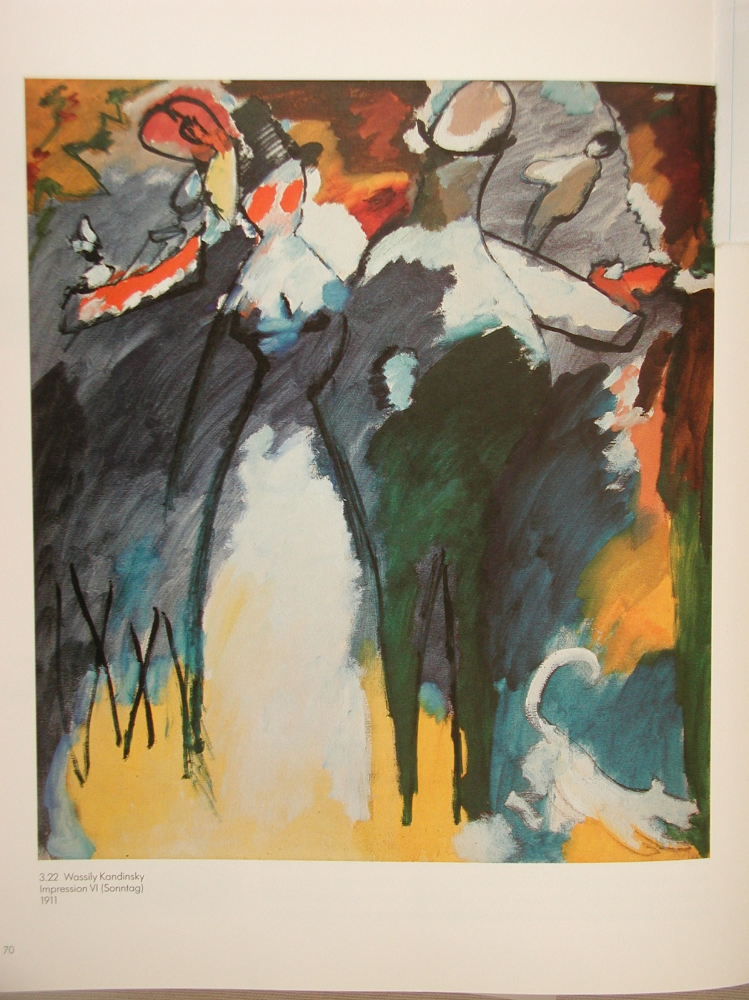 3.22 Wassily Kandinsky
Impression VI (Sonntag)
1911
70